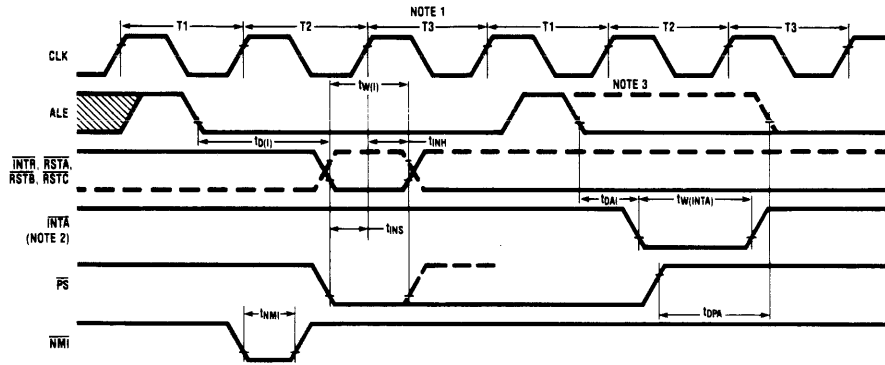 NOTE 1
T1 T2 T3 T1 T2 T3
CLK
tW(I)
NOTE 3
ALE
tD(I) tINH
INTR, RSTA,
RSTB, RSTC
tDAI tW(INTA)
INTA
(NOTE 2)
tINS
PS
tNMI
tDPA
NMI